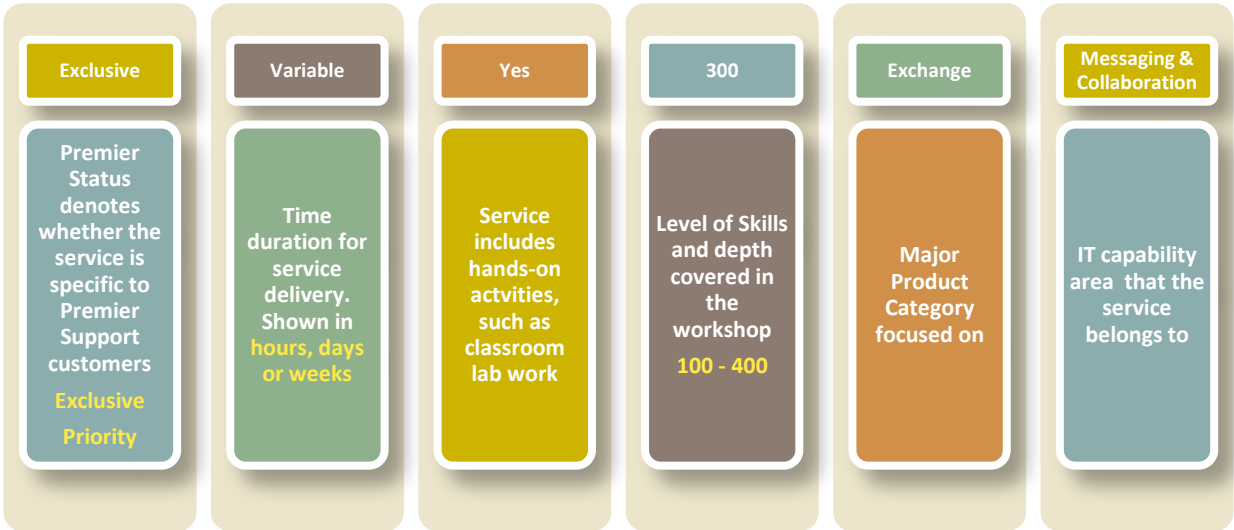 Exclusive
Premier
Status
denotes
whether the
service is
specific to
Premier
Support
customers
Exclusive
Priority
Variable
Time
duration for
service
delivery.
Shown in
hours, days
or weeks
Yes
Service
includes
hands-on
actvities,
such as
classroom
lab work
300
Level of Skills
and depth
covered in
the
workshop
100 - 400
Exchange
Major
Product
Category
focused on
Messaging &
Collaboration
IT capability
area that the
service
belongs to